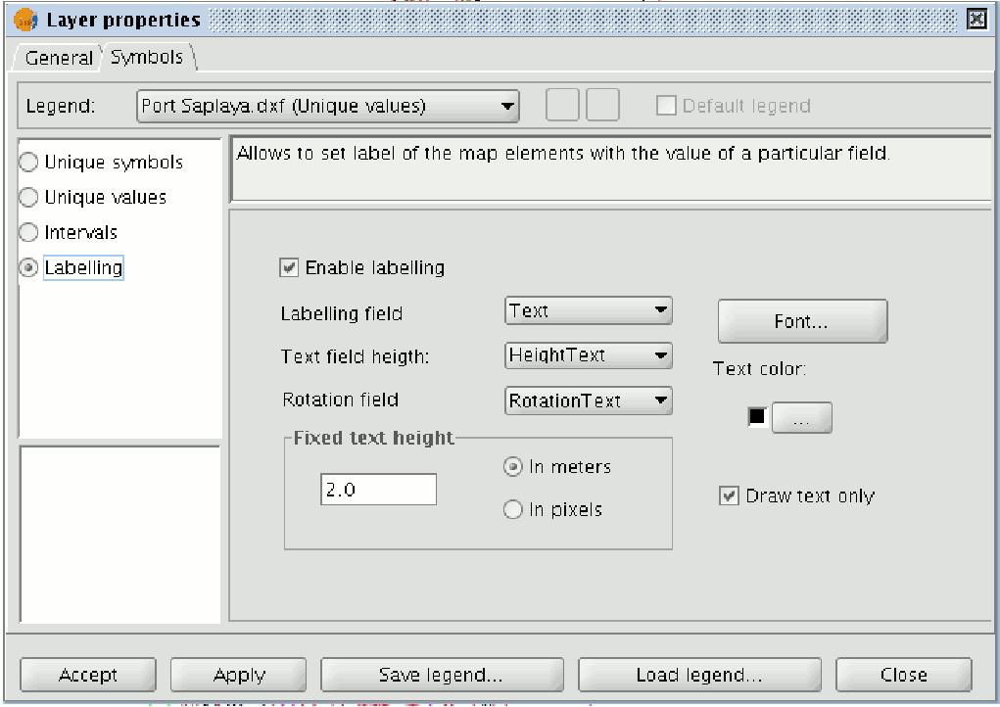 Layer properties
General Symbols
Legend: Port Saplaya.dxf (Unique values) Default legend
Unique symbols
Unique values
Intervals
Labelling
Allows to set label of the map elements with the value of a particular field.
Enable labelling
Labelling field Text Font...
Text field heigth: HeightText
Text color:
Rotation field RotationText
...
Fixed text height
2.0
In meters
In pixels
Draw text only
Accept Apply Save legend... Load legend... Close